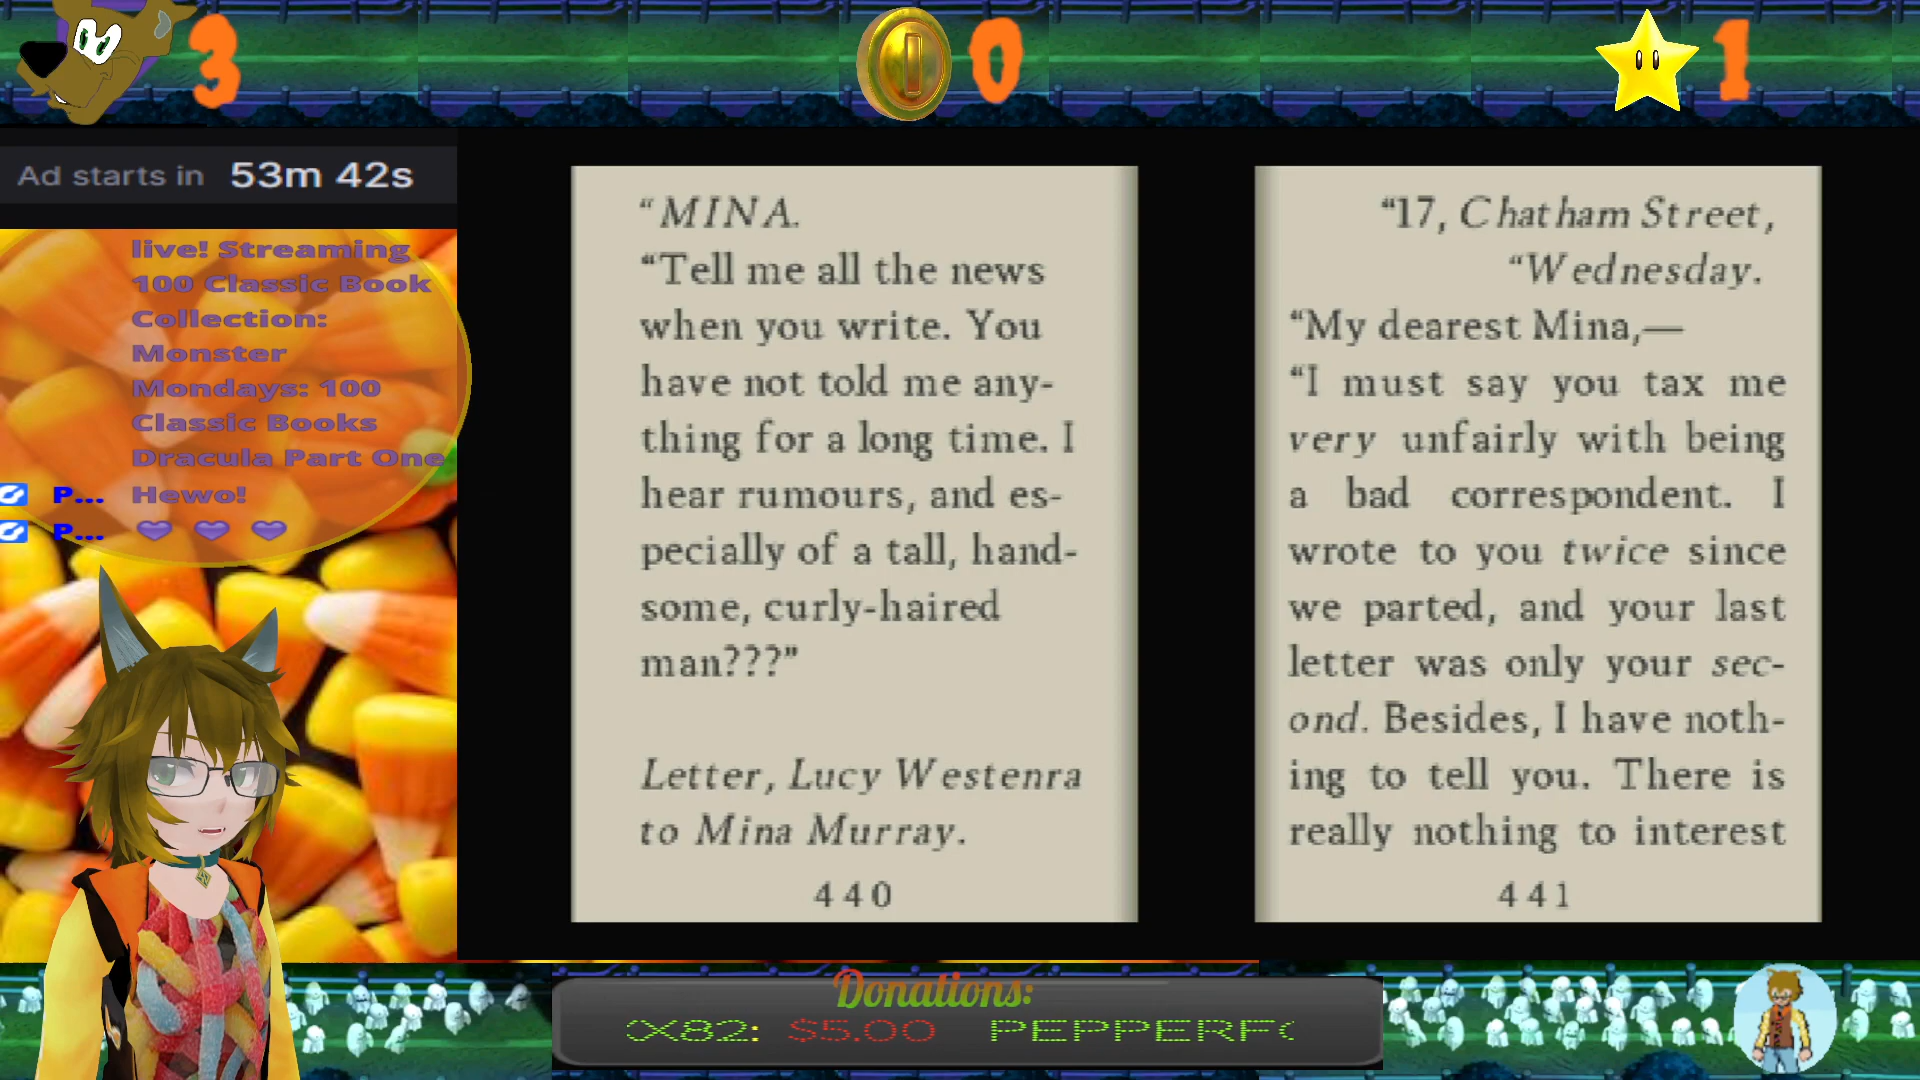 3
0
1
Ad starts in 53m 42s
live! Streaming
100 Classic Book
Collection:
Monster
Mondays: 100
Classic Books
Dracula Part One
P... Hewo!
P...
“MINA.
“Tell me all the news
when you write. You
have not told me any-
thing for a long time. I
hear rumours, and es-
pecially of a tall, hand-
some, curly-haired
man???”
Letter, Lucy Westenra
to Mina Murray.
440
“17, Chatham Street,
“Wednesday.
“My dearest Mina,—
“I must say you tax me
very unfairly with being
a bad correspondent. I
wrote to you twice since
we parted, and your last
letter was only your sec-
ond. Besides, I have noth-
ing to tell you. There is
really nothing to interest
441
Donations:
X82: $5.00 PEPPERF